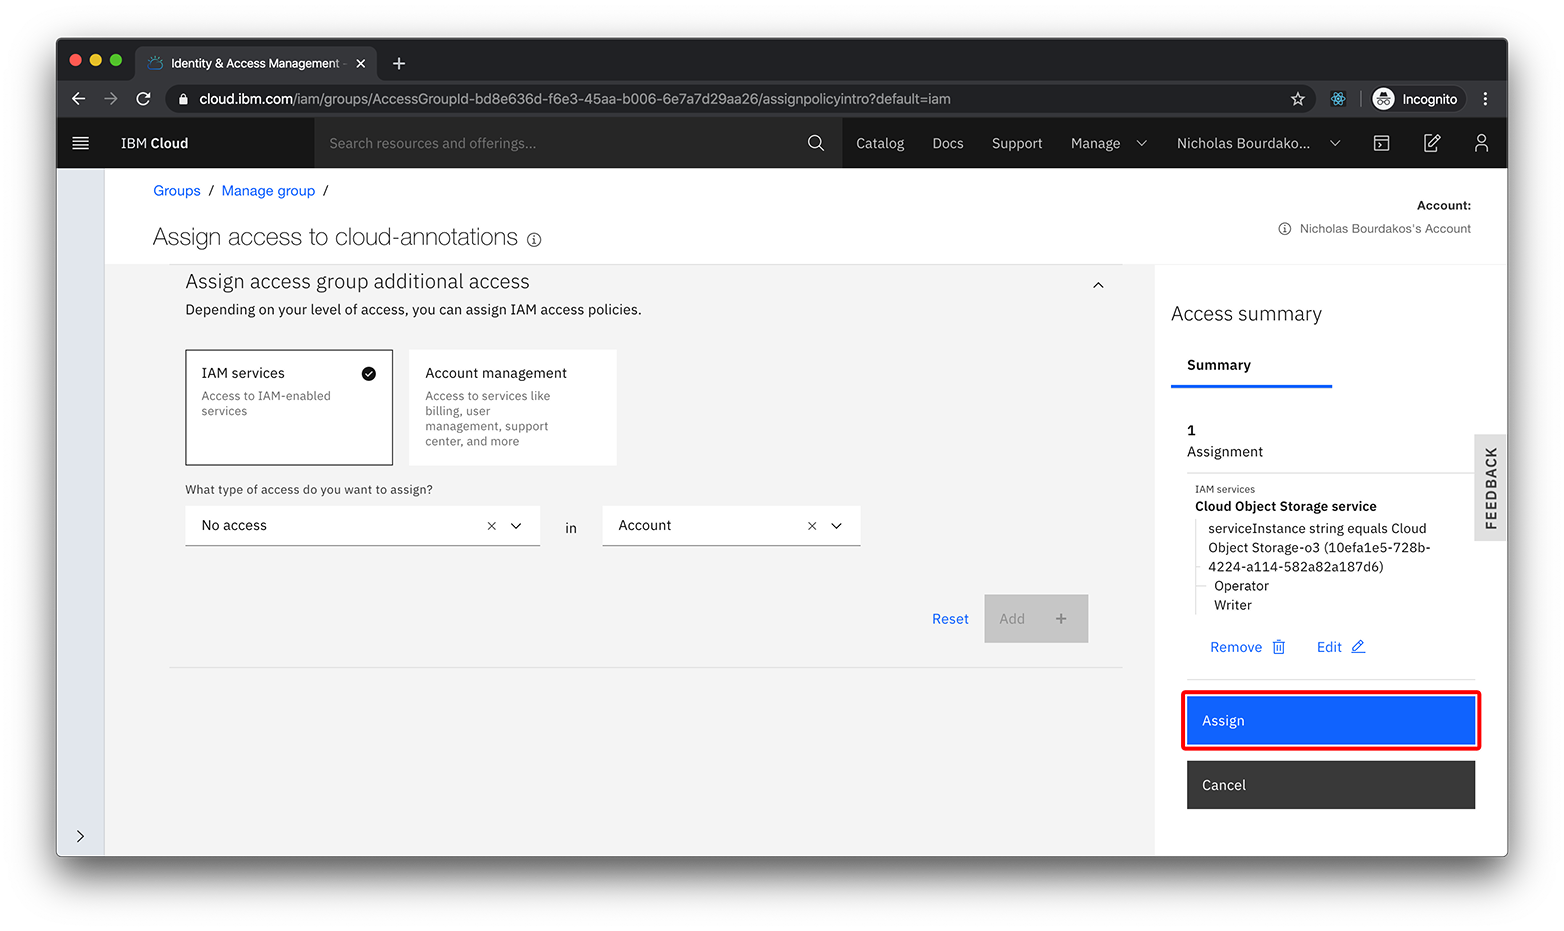 Identity & Access Management -
cloud.ibm.com/iam/groups/AccessGroupId-bd8e636d-f6e3-45aa-b006-6e7a7d29aa26/assignpolicyintro?default=iam
Incognito
IBM Cloud
Search resources and offerings...
Catalog
Docs
Support
Manage
Nicholas Bourdako...
Groups / Manage group /
Assign access to cloud-annotations
Account:
Nicholas Bourdakos's Account
Assign access group additional access
Depending on your level of access, you can assign IAM access policies.
IAM services
Access to IAM-enabled
services
Account management
Access to services like
billing, user
management, support
center, and more
What type of access do you want to assign?
No access
in
Account
Reset
Add +
Access summary
Summary
1
Assignment
IAM services
Cloud Object Storage service
serviceInstance string equals Cloud
Object Storage-o3 (10efa1e5-728b-
4224-a114-582a82a187d6)
Operator
Writer
Remove
Edit
Assign
Cancel
FEEDBACK